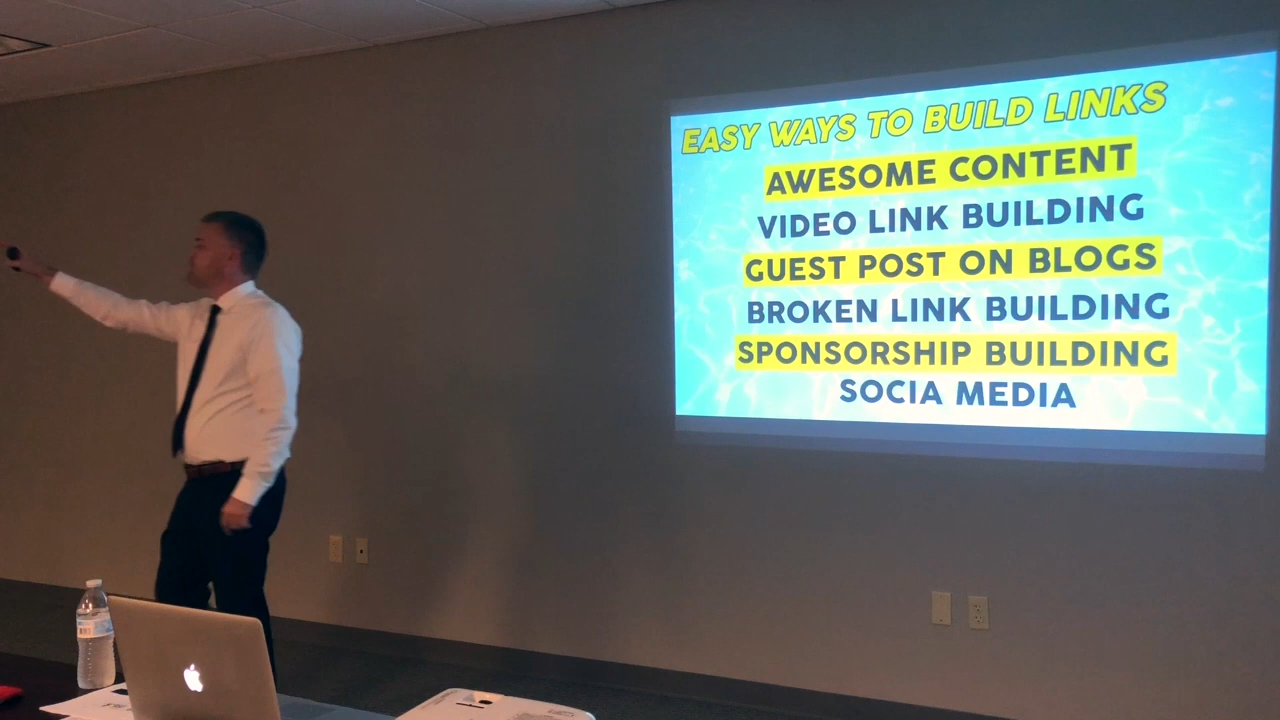 EASY WAYS TO BUILD LINKS
AWESOME CONTENT
VIDEO LINK BUILDING
GUEST POST ON BLOGS
BROKEN LINK BUILDING
SPONSORSHIP BUILDING
SOCIA MEDIA